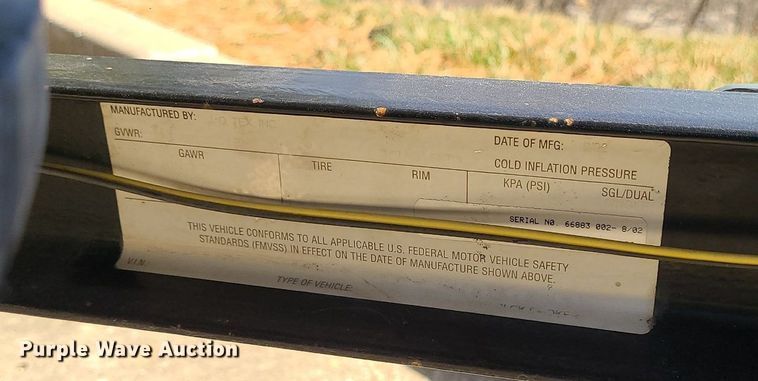 MANUFACTURED BY:
GVWR: DATE OF MFG:
GAWR TIRE RIM COLD INFLATION PRESSURE
KPA (PSI) SGL/DUAL
SERIAL NO. 66883 002- 8/02
THIS VEHICLE CONFORMS TO ALL APPLICABLE U.S. FEDERAL MOTOR VEHICLE SAFETY
STANDARDS (FMVSS) IN EFFECT ON THE DATE OF MANUFACTURE SHOWN ABOVE.
V.I.N.
TYPE OF VEHICLE:
Purple Wave Auction